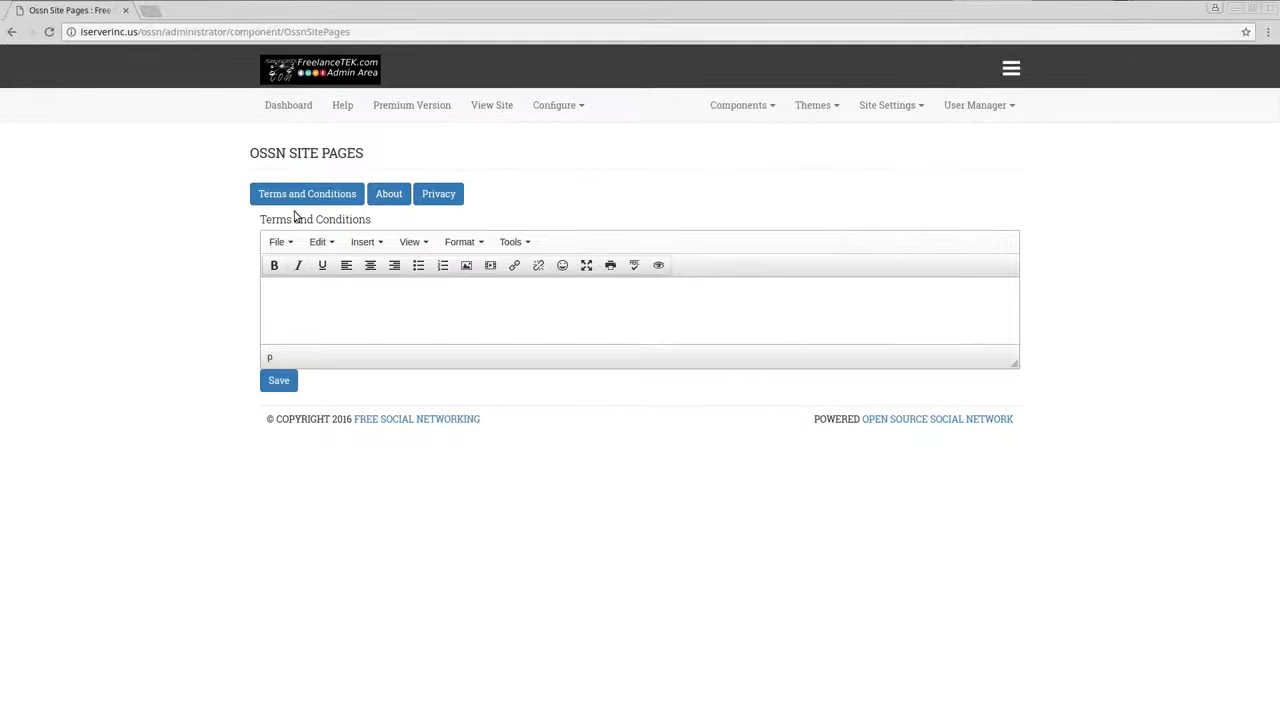 Ossn Site Pages : Free
iserverinc.us/ossn/administrator/component/OssnSitePages
FreelanceTEK.com
Admin Area
Dashboard Help Premium Version View Site Configure Components Themes Site Settings User Manager
OSSN SITE PAGES
Terms and Conditions About Privacy
Terms and Conditions
File Edit Insert View Format Tools
B I U ABC
p
Save
© COPYRIGHT 2016 FREE SOCIAL NETWORKING POWERED OPEN SOURCE SOCIAL NETWORK